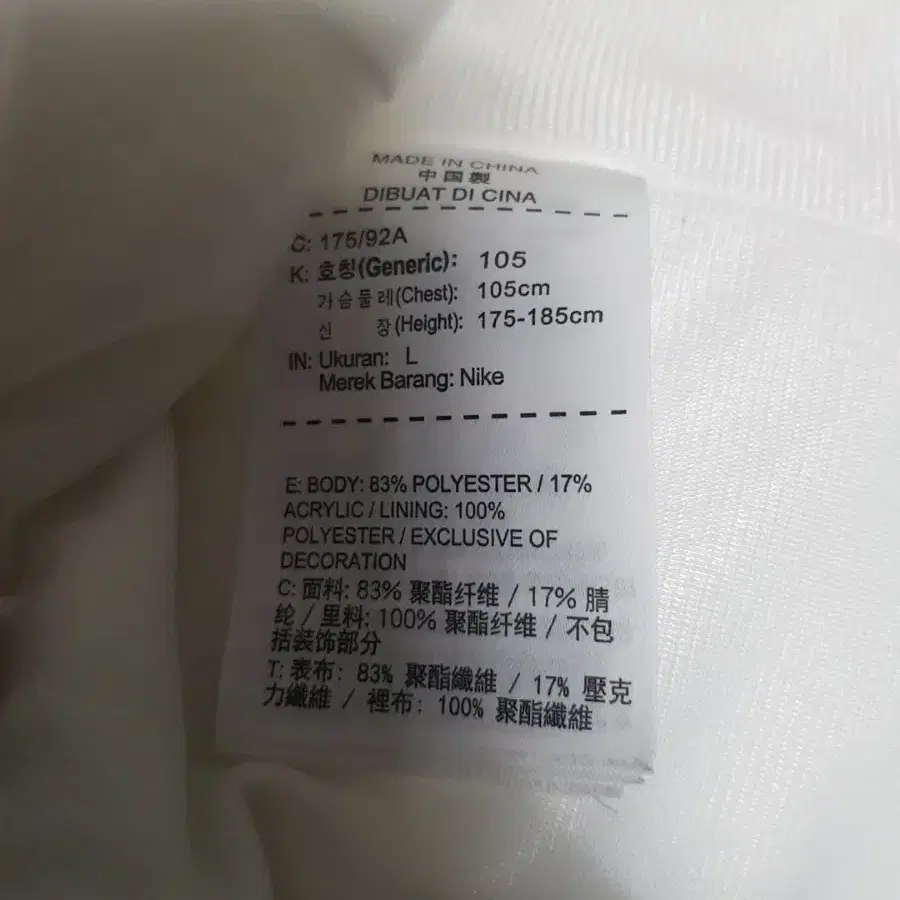 MADE IN CHINA
中国製
DIBUAT DI CINA
C: 175/92A
K: 호칭(Generic): 105
가슴둘레(Chest): 105cm
신 장(Height): 175-185cm
IN: Ukuran: L
Merek Barang: Nike
E: BODY: 83% POLYESTER / 17%
ACRYLIC / LINING: 100%
POLYESTER / EXCLUSIVE OF
DECORATION
C: 面料: 83% 聚酯纤维 / 17% 腈
纶 / 里料: 100% 聚酯纤维 / 不包
括装饰部分
T: 表布: 83% 聚酯纖維 / 17% 壓克
力纖維 / 裡布: 100% 聚酯纖維